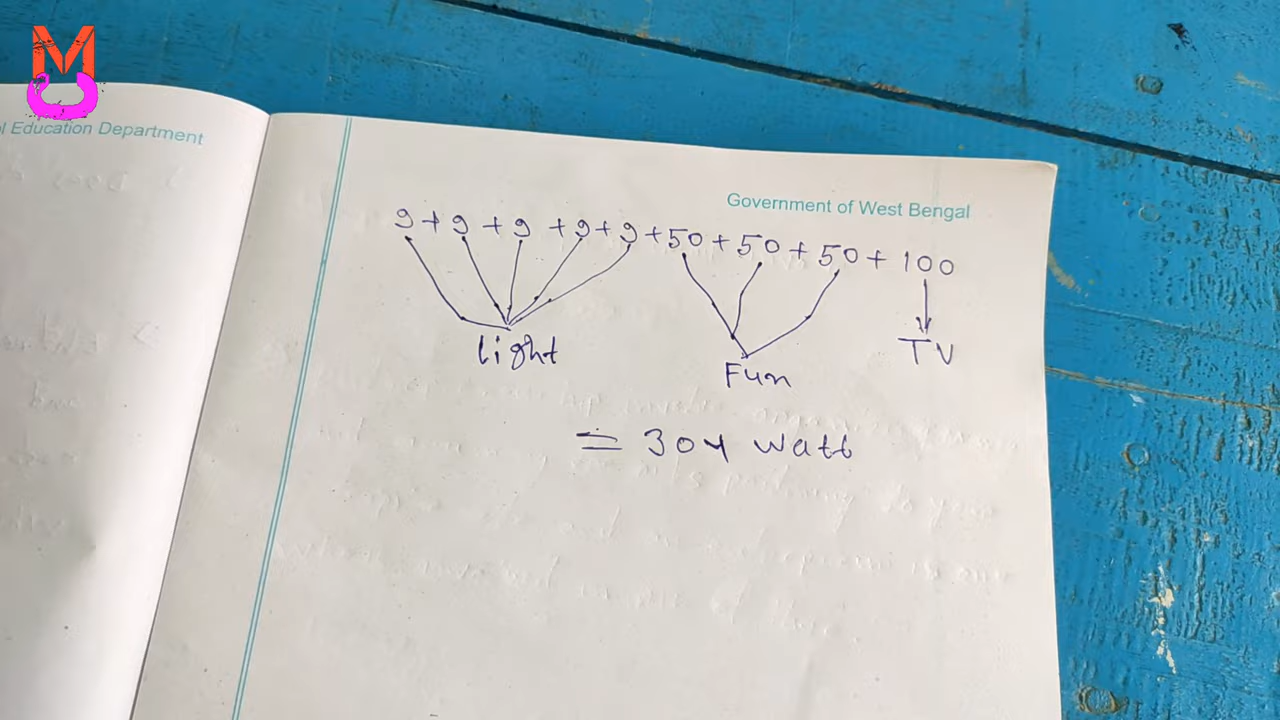 M
l Education Department
Government of West Bengal
9 + 9 + 9 + 9 + 9 + 50 + 50 + 50 + 100
Light
Fun
TV
= 304 watt